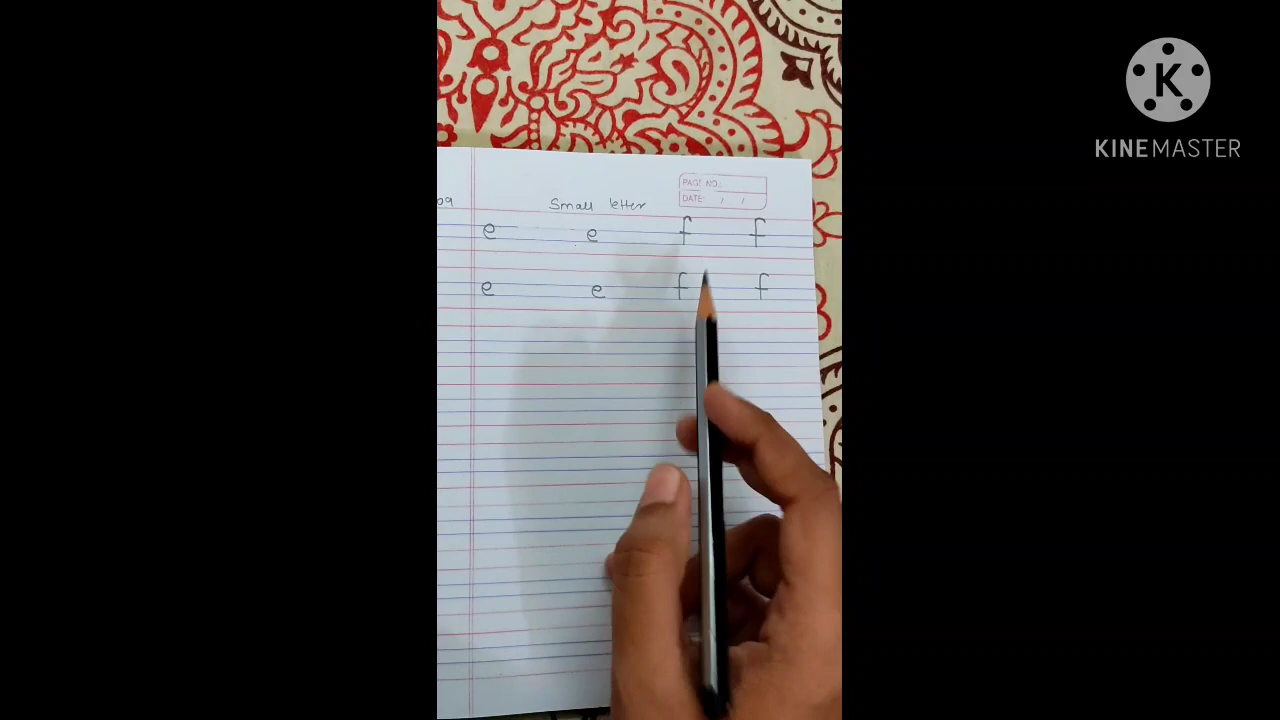 PAGE NO.:
DATE: / /
Small letter
e e f f
e e f f
K
KINEMASTER